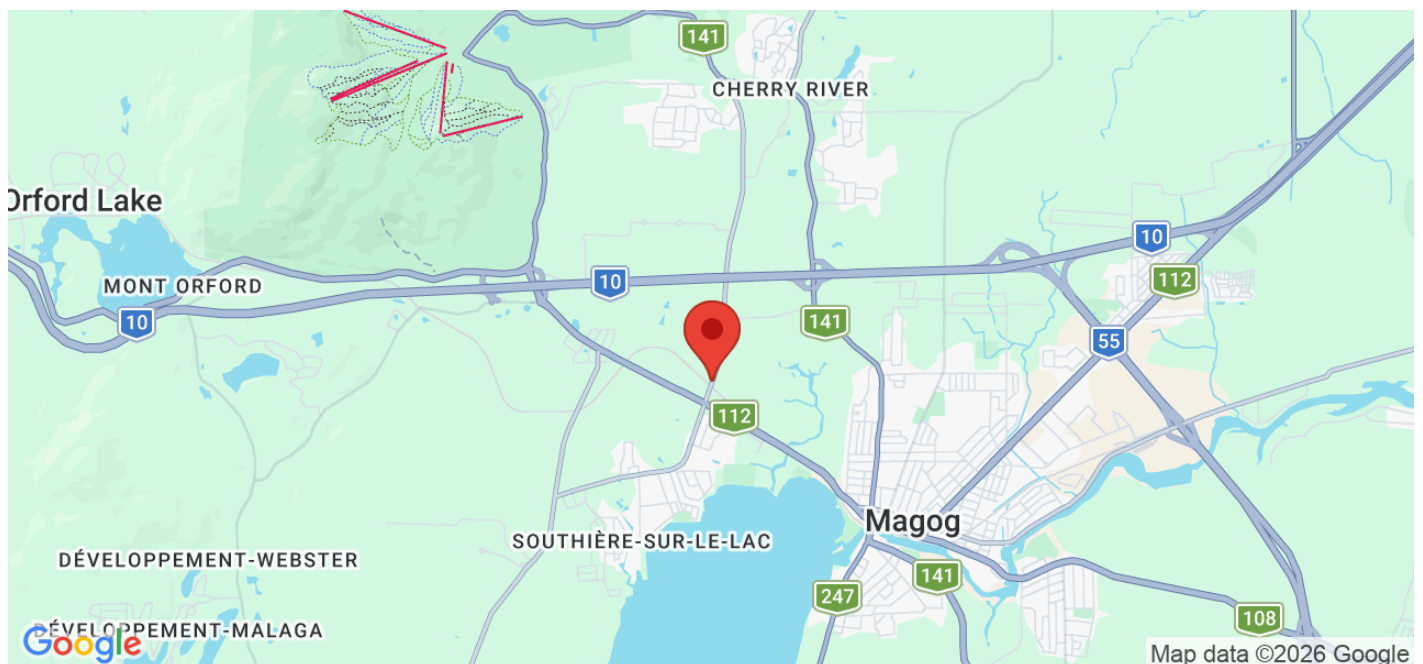 141
CHERRY RIVER
Orford Lake
10
112
MONT ORFORD
10
10
141
55
112
Magog
SOUTHIÈRE-SUR-LE-LAC
DÉVELOPPEMENT-WEBSTER
141
247
108
DÉVELOPPEMENT-MALAGA
Google
Map data ©2026 Google